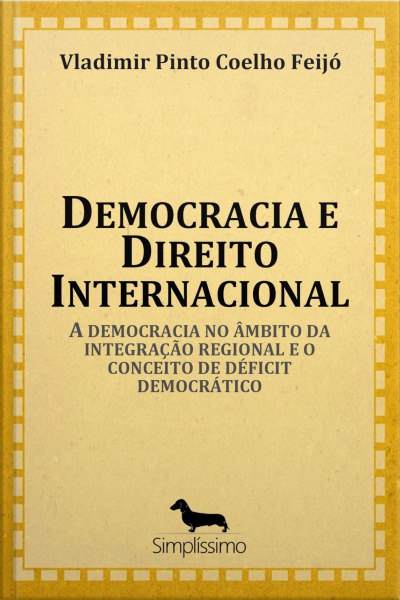 Vladimir Pinto Coelho Feijó
DEMOCRACIA E
DIREITO
INTERNACIONAL
A DEMOCRACIA NO ÂMBITO DA
INTEGRAÇÃO REGIONAL E O
CONCEITO DE DÉFICIT
DEMOCRÁTICO
Simplíssimo